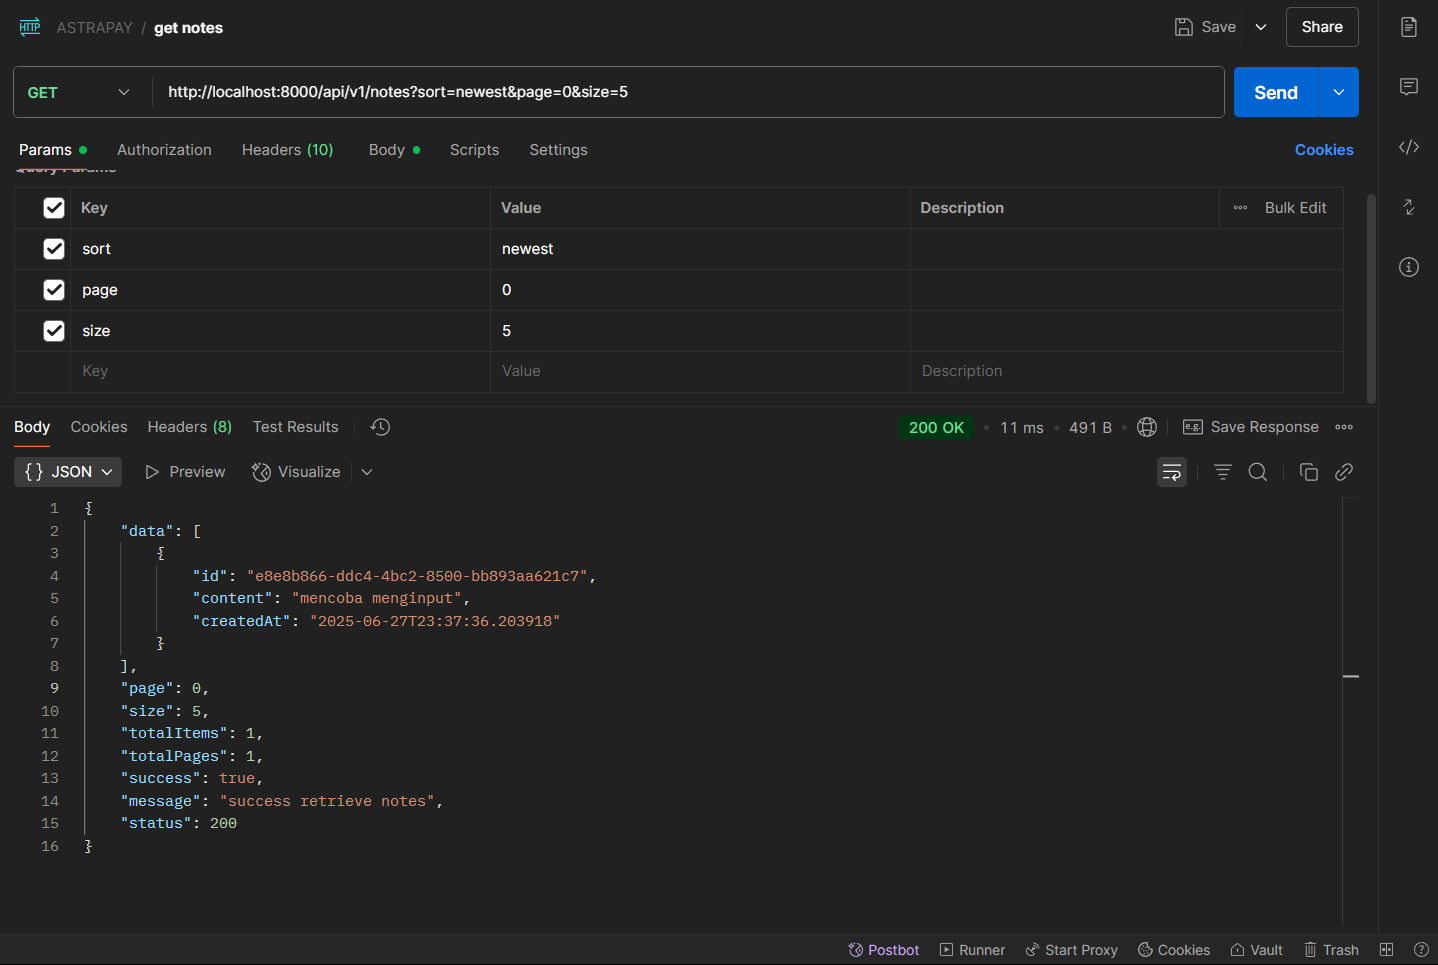 HTTP ASTRAPAY / get notes Save Share
GET http://localhost:8000/api/v1/notes?sort=newest&page=0&size=5 Send
Params Authorization Headers (10) Body Scripts Settings Cookies
Query Params
Key Value Description Bulk Edit
sort newest
page 0
size 5
Key Value Description
Body Cookies Headers (8) Test Results 200 OK • 11 ms • 491 B • e.g. Save Response
{} JSON Preview Visualize
1 {
2 "data": [
3 {
4 "id": "e8e8b866-ddc4-4bc2-8500-bb893aa621c7",
5 "content": "mencoba menginput",
6 "createdAt": "2025-06-27T23:37:36.203918"
7 }
8 ],
9 "page": 0,
10 "size": 5,
11 "totalItems": 1,
12 "totalPages": 1,
13 "success": true,
14 "message": "success retrieve notes",
15 "status": 200
16 }
Postbot Runner Start Proxy Cookies Vault Trash